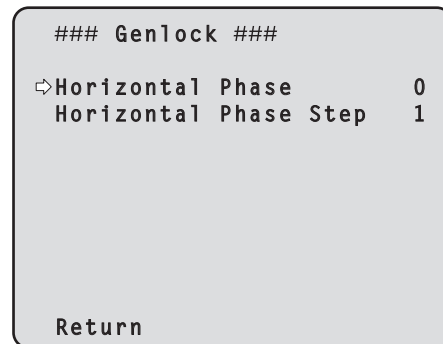 ### Genlock ###
⇨Horizontal Phase 0
Horizontal Phase Step 1
Return